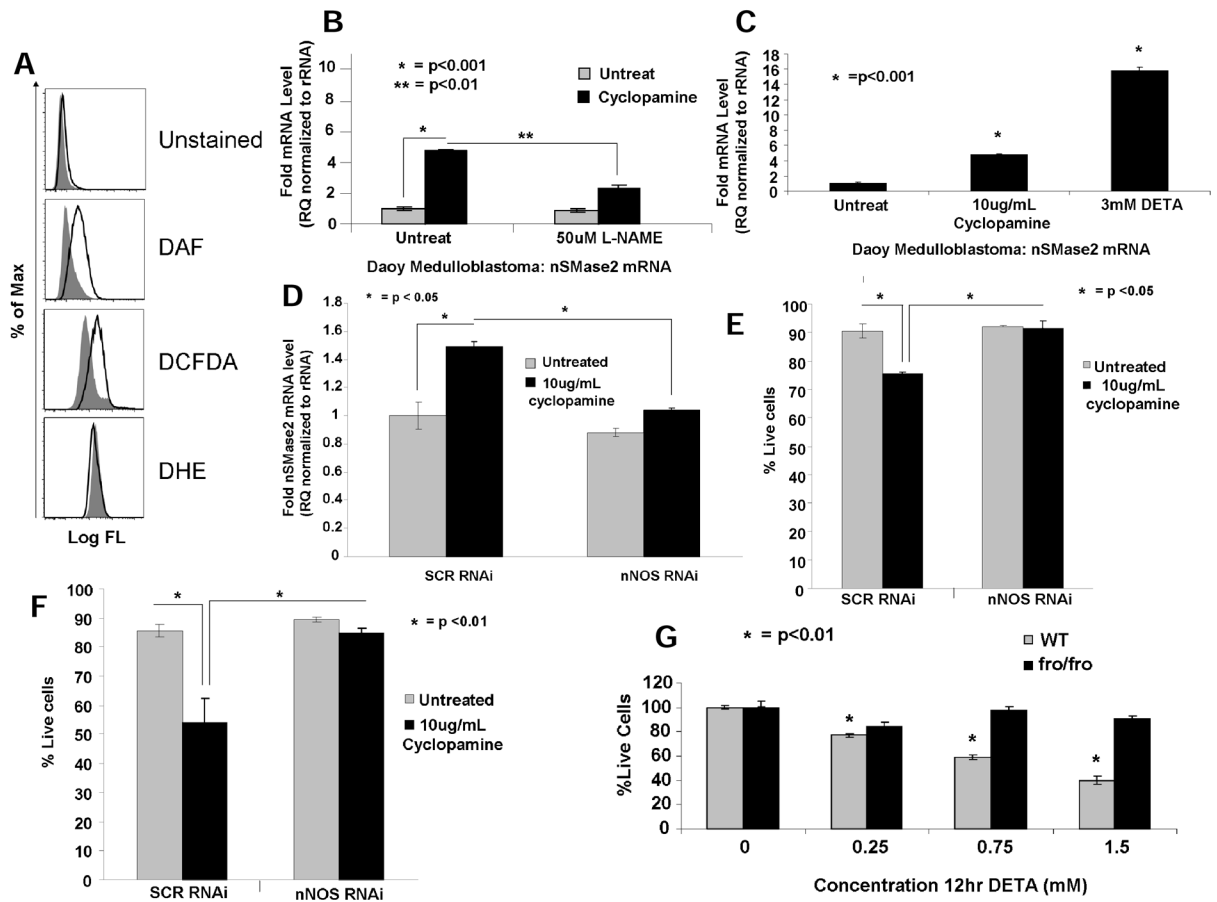 A
Unstained
DAF
DCFDA
DHE
% of Max
Log FL
B
Fold mRNA Level
(RQ normalized to rRNA)
10
8
6
4
2
0
* = p<0.001
** = p<0.01
Untreat
Cyclopamine
*
**
Untreat
50uM L-NAME
Daoy Medulloblastoma: nSMase2 mRNA
C
Fold mRNA Level
(RQ normalized to rRNA)
18
16
14
12
10
8
6
4
2
0
* =p<0.001
*
*
Untreat
10ug/mL
Cyclopamine
3mM DETA
Daoy Medulloblastoma: nSMase2 mRNA
D
Fold nSMase2 mRNA level
(RQ normalized to rRNA)
1.8
1.6
1.4
1.2
1
0.8
0.6
0.4
0.2
0
* = p < 0.05
*
*
Untreated
10ug/mL
cyclopamine
SCR RNAi
nNOS RNAi
E
% Live cells
100
90
80
70
60
50
40
30
20
10
0
*
*
* = p <0.05
Untreated
10ug/mL
cyclopamine
SCR RNAi
nNOS RNAi
F
% Live cells
100
90
80
70
60
50
40
30
20
10
0
*
*
* = p <0.01
Untreated
10ug/mL
Cyclopamine
SCR RNAi
nNOS RNAi
G
* = p<0.01
WT
fro/fro
%Live Cells
120
100
80
60
40
20
0
*
*
*
0
0.25
0.75
1.5
Concentration 12hr DETA (mM)